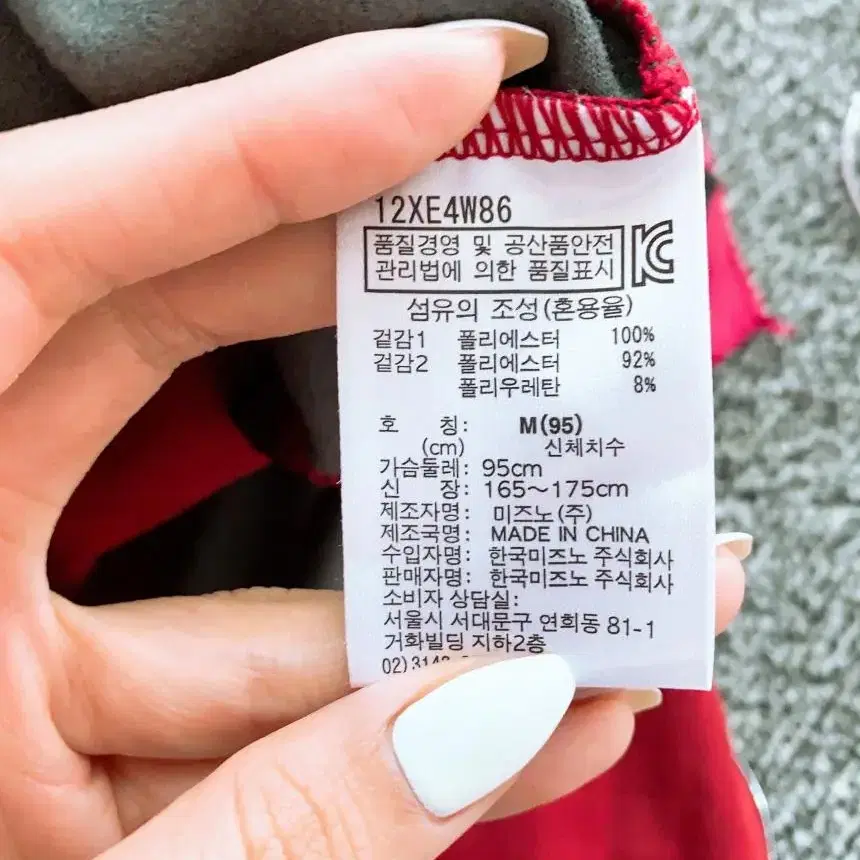 12XE4W86
품질경영 및 공산품안전
관리법에 의한 품질표시
섬유의 조성(혼용율)
겉감1 폴리에스터 100%
겉감2 폴리에스터 92%
폴리우레탄 8%
호 칭: M(95)
(cm) 신체치수
가슴둘레: 95cm
신 장: 165~175cm
제조자명: 미즈노(주)
제조국명: MADE IN CHINA
수입자명: 한국미즈노 주식회사
판매자명: 한국미즈노 주식회사
소비자 상담실:
서울시 서대문구 연희동 81-1
거화빌딩 지하2층
02)